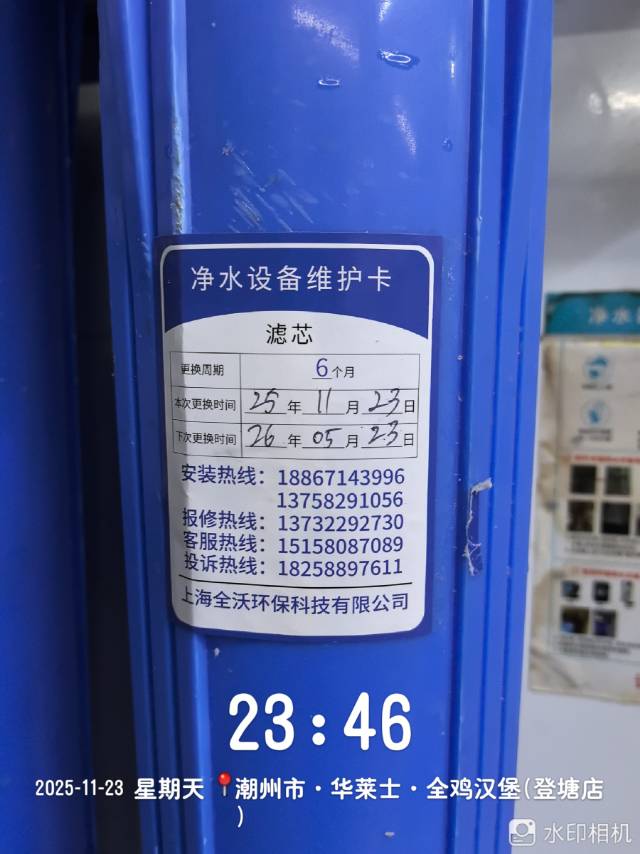 净水设备维护卡
滤芯
更换周期 6个月
本次更换时间 25年11月23日
下次更换时间 26年05月23日
安装热线：18867143996
13758291056
报修热线：13732292730
客服热线：15158087089
投诉热线：18258897611
上海全沃环保科技有限公司
净水
23:46
2025-11-23 星期天 潮州市·华莱士·全鸡汉堡(登塘店
)
水印相机